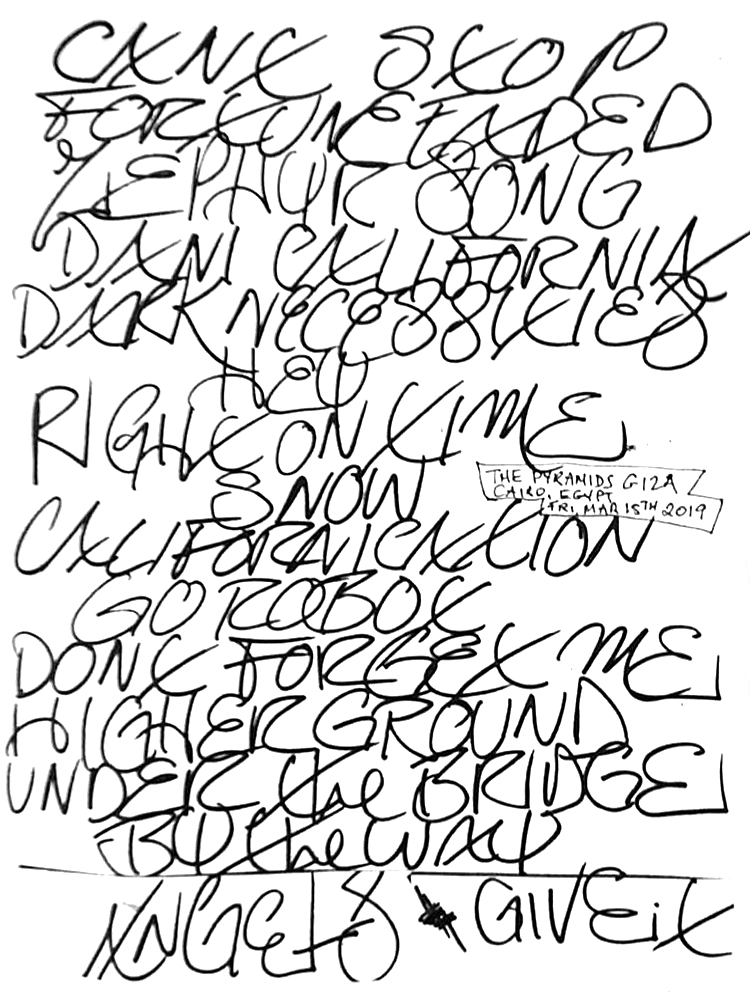 CANT STOP
FORTUNE FADED
ZEPHYR SONG
DANI CALIFORNIA
DARK NECESSITIES
HEY
RIGHT ON TIME
SNOW
THE PYRAMIDS GIZA
CAIRO, EGYPT
FRI, MAR 15TH 2019
CALIFORNICATION
GO ROBOT
DONT FORGET ME
HIGHER GROUND
UNDER the BRIDGE
BY the WAY
ANGELS GIVE iT